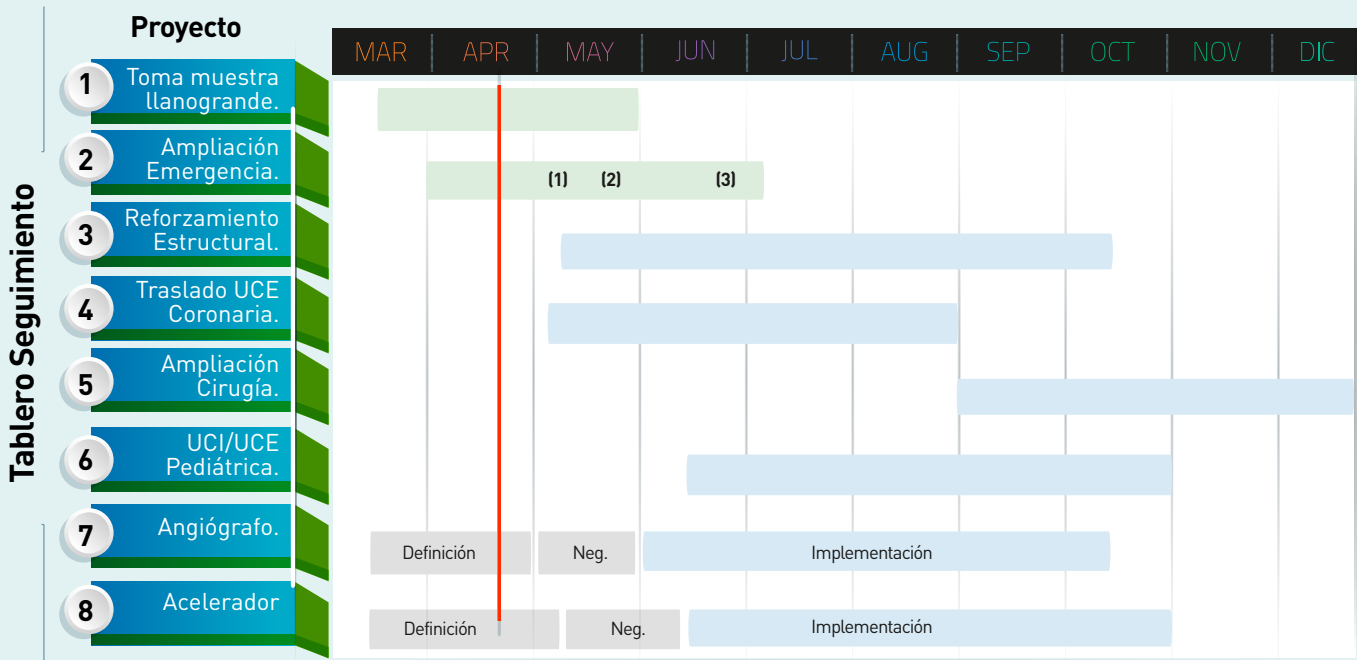 Tablero Seguimiento
Proyecto
MAR APR MAY JUN JUL AUG SEP OCT NOV DIC
1 Toma muestra
llanogrande.
2 Ampliación
Emergencia.
(1) (2) (3)
3 Reforzamiento
Estructural.
4 Traslado UCE
Coronaria.
5 Ampliación
Cirugía.
6 UCI/UCE
Pediátrica.
7 Angiógrafo.
Definición Neg. Implementación
8 Acelerador
Definición Neg. Implementación